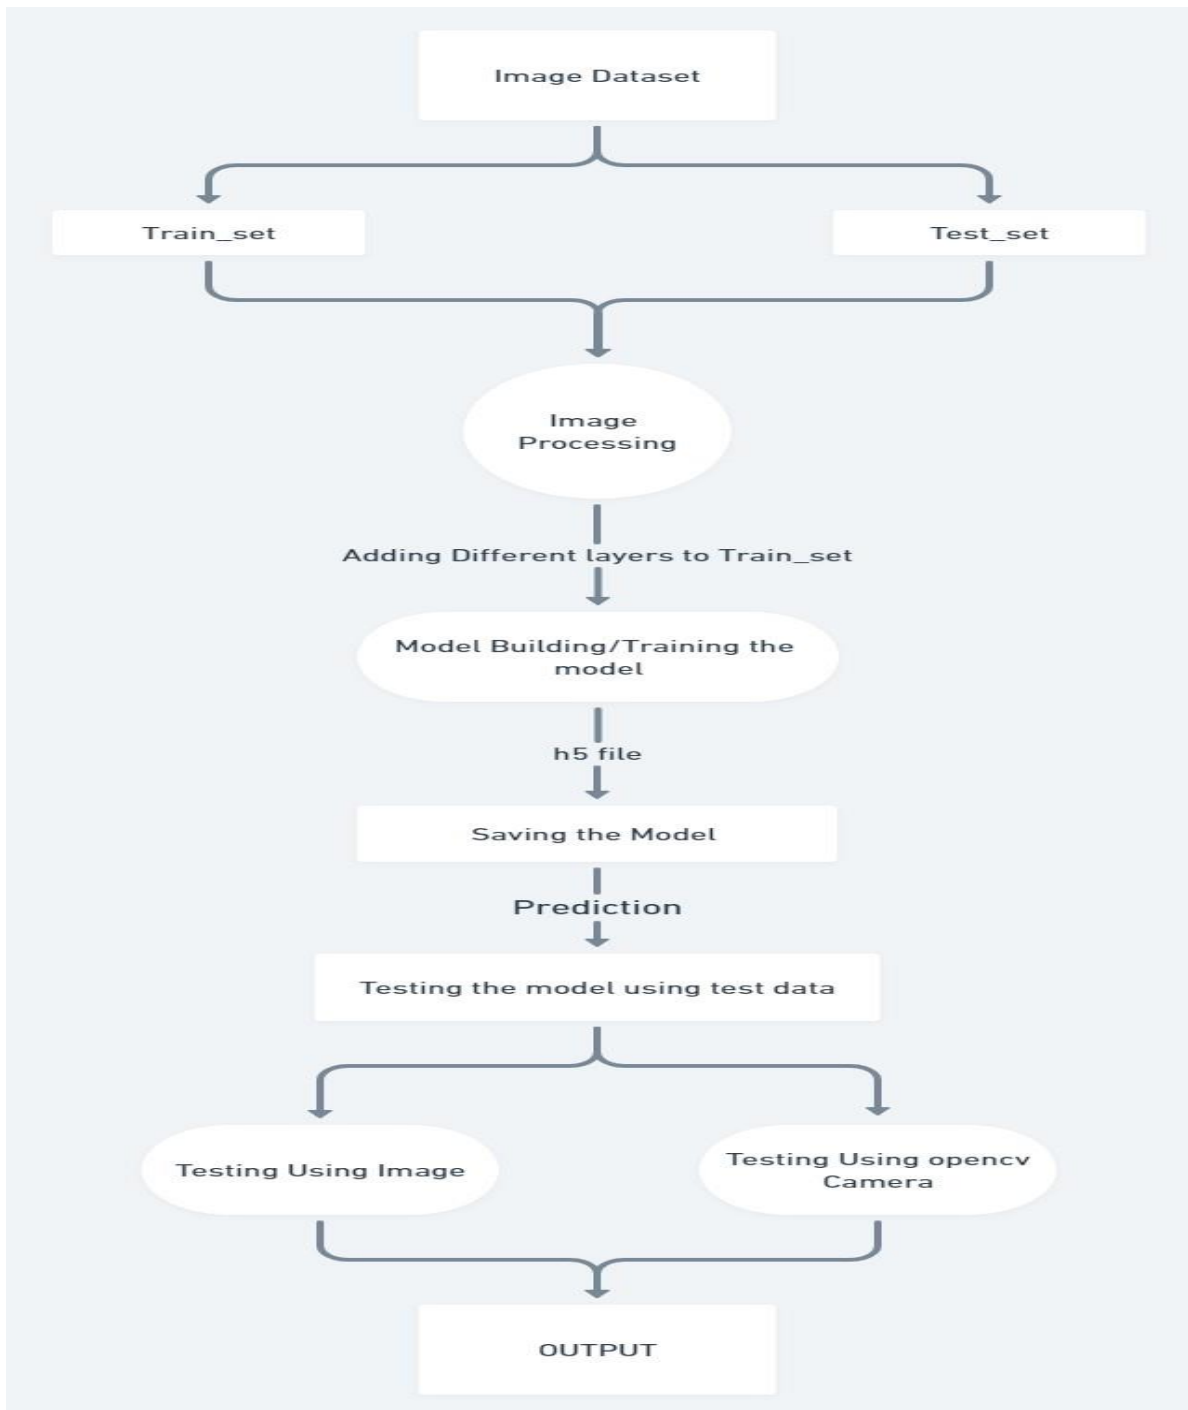 Image Dataset
Train_set
Test_set
Image
Processing
Adding Different layers to Train_set
Model Building/Training the
model
h5 file
Saving the Model
Prediction
Testing the model using test data
Testing Using Image
Testing Using opencv
Camera
OUTPUT